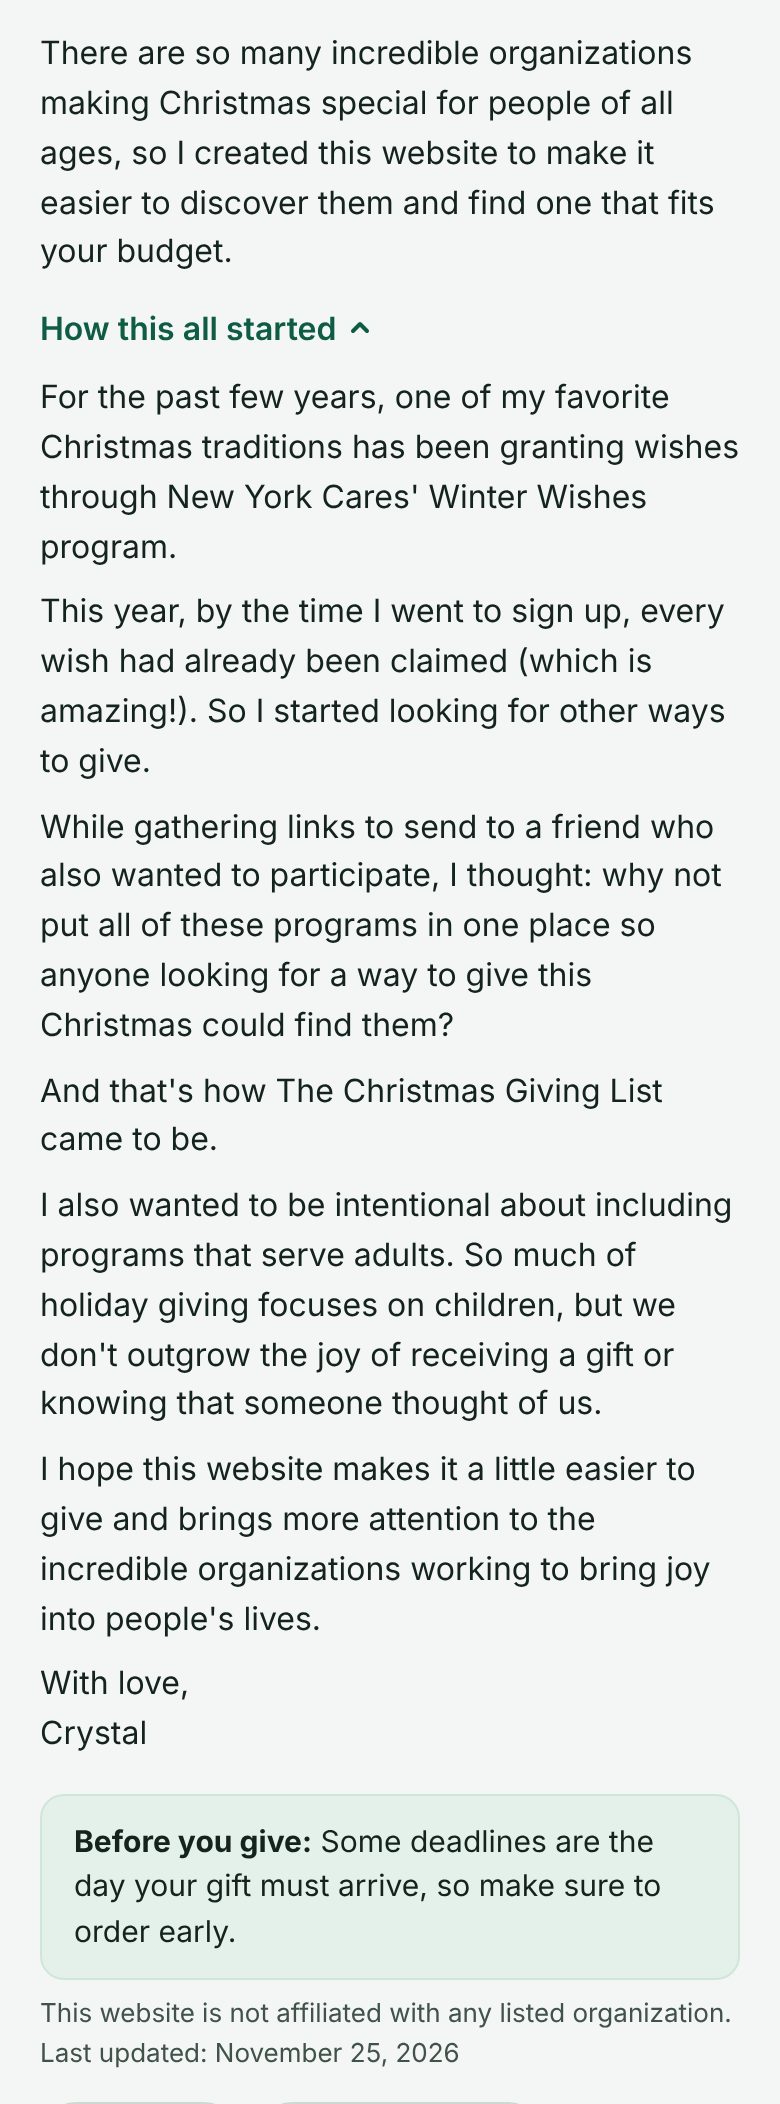 There are so many incredible organizations
making Christmas special for people of all
ages, so I created this website to make it
easier to discover them and find one that fits
your budget.
How this all started
For the past few years, one of my favorite
Christmas traditions has been granting wishes
through New York Cares' Winter Wishes
program.
This year, by the time I went to sign up, every
wish had already been claimed (which is
amazing!). So I started looking for other ways
to give.
While gathering links to send to a friend who
also wanted to participate, I thought: why not
put all of these programs in one place so
anyone looking for a way to give this
Christmas could find them?
And that's how The Christmas Giving List
came to be.
I also wanted to be intentional about including
programs that serve adults. So much of
holiday giving focuses on children, but we
don't outgrow the joy of receiving a gift or
knowing that someone thought of us.
I hope this website makes it a little easier to
give and brings more attention to the
incredible organizations working to bring joy
into people's lives.
With love,
Crystal
Before you give: Some deadlines are the
day your gift must arrive, so make sure to
order early.
This website is not affiliated with any listed organization.
Last updated: November 25, 2026